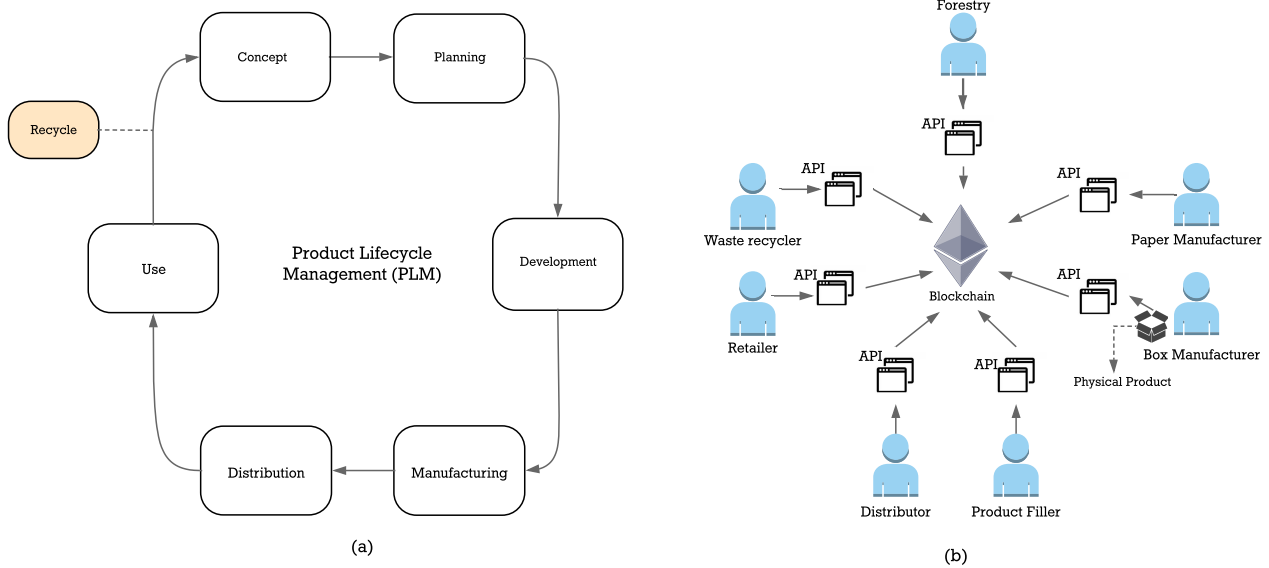 Concept
Planning
Recycle
Use
Product Lifecycle
Management (PLM)
Development
Distribution
Manufacturing
(a)
Forestry
API
API
Waste recycler
API
Paper Manufacturer
API
Retailer
Blockchain
API
Box Manufacturer
Physical Product
API
Distributor
API
Product Filler
(b)